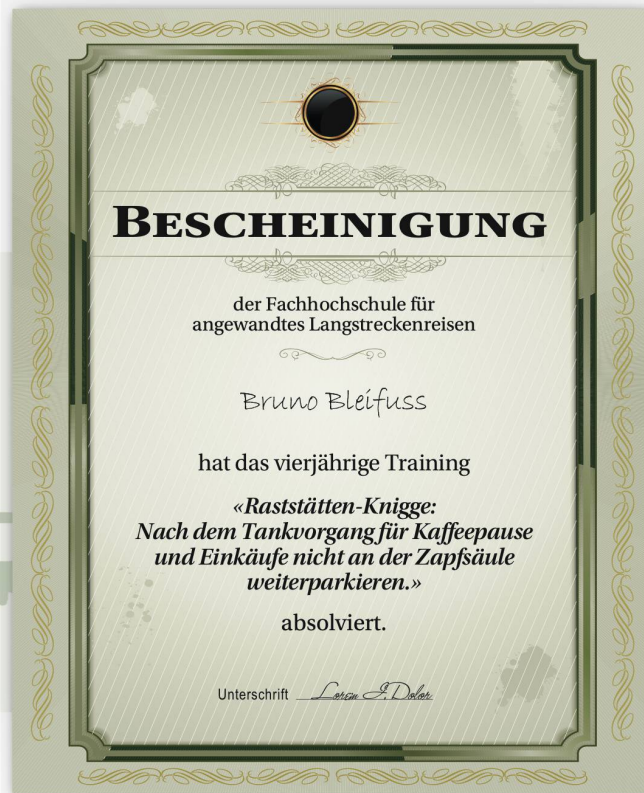 BESCHEINIGUNG
der Fachhochschule für
angewandtes Langstreckenreisen
Bruno Bleifuss
hat das vierjährige Training
«Raststätten-Knigge:
Nach dem Tankvorgang für Kaffeepause
und Einkäufe nicht an der Zapfsäule
weiterparkieren.»
absolviert.
Unterschrift Lorem I. Dolor